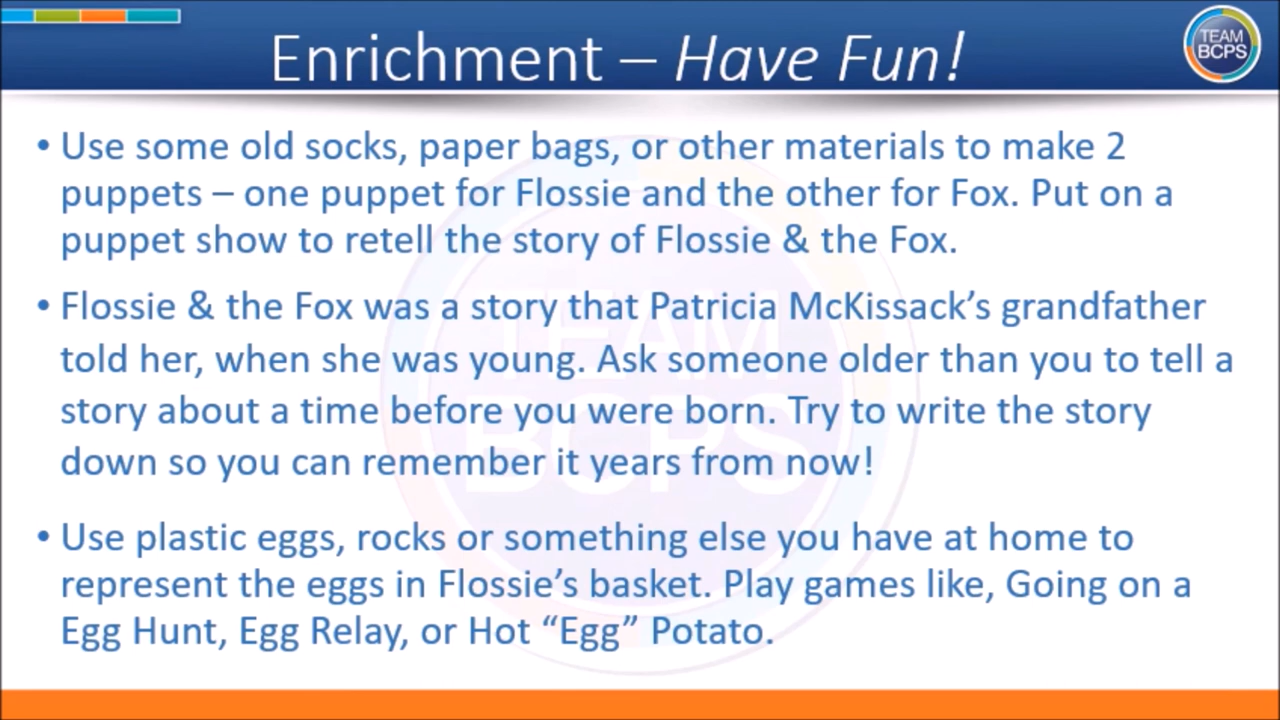 Enrichment – Have Fun!
TEAM
BCPS
• Use some old socks, paper bags, or other materials to make 2
puppets – one puppet for Flossie and the other for Fox. Put on a
puppet show to retell the story of Flossie & the Fox.
• Flossie & the Fox was a story that Patricia McKissack’s grandfather
told her, when she was young. Ask someone older than you to tell a
story about a time before you were born. Try to write the story
down so you can remember it years from now!
• Use plastic eggs, rocks or something else you have at home to
represent the eggs in Flossie’s basket. Play games like, Going on a
Egg Hunt, Egg Relay, or Hot “Egg” Potato.
TEAM
BCPS